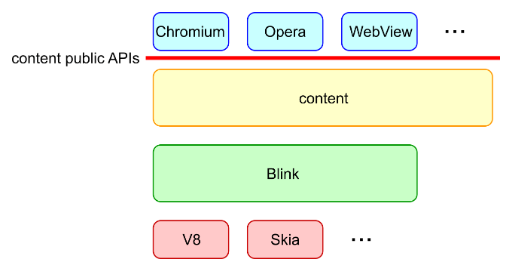 Chromium Opera WebView ...
content public APIs
content
Blink
V8 Skia ...